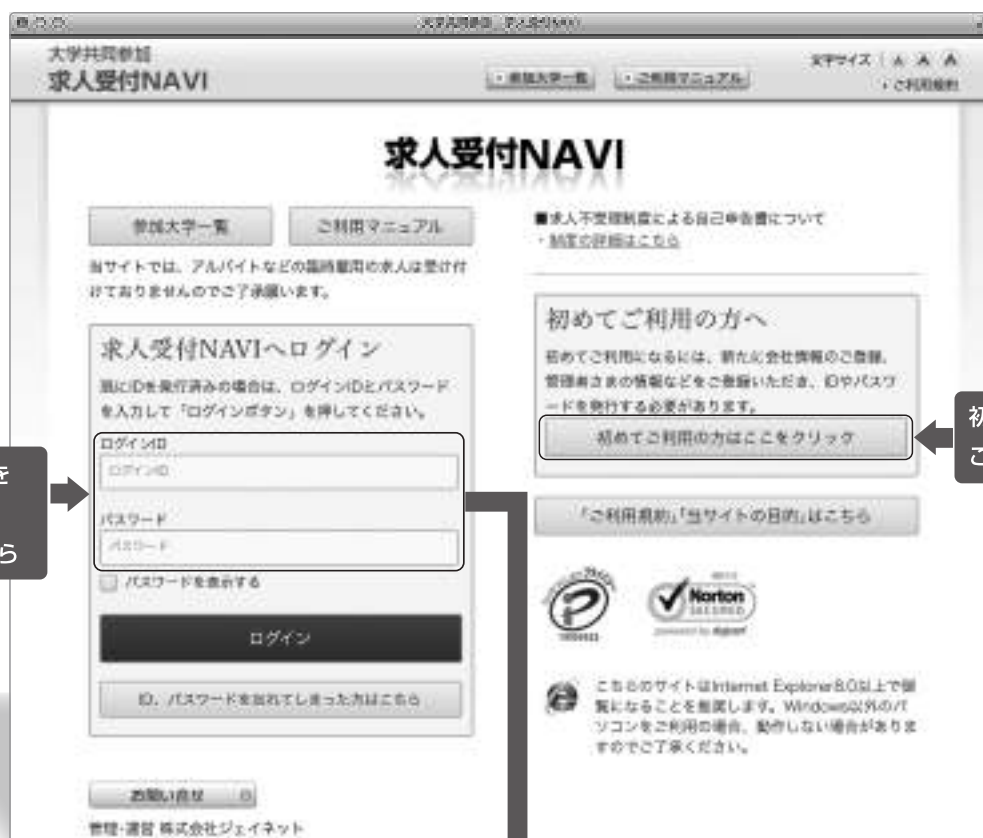 大学共同参加 求人受付NAVI
大学共同参加
求人受付NAVI
・参加大学一覧
・ご利用マニュアル
文字サイズ A A A
・ご利用規約
求人受付NAVI
参加大学一覧
ご利用マニュアル
当サイトでは、アルバイトなどの臨時雇用の求人は受け付
けておりませんのでご了承願います。
求人受付NAVIへログイン
既にIDを発行済みの場合は、ログインIDとパスワード
を入力して「ログインボタン」を押してください。
ログインID
ログインID
パスワード
パスワード
パスワードを表示する
ログイン
ID、パスワードを忘れてしまった方はこちら
お問い合せ
管理・運営 株式会社ジェイネット
を
ら
■求人不受理制度による自己申告書について
・制度の詳細はこちら
初めてご利用の方へ
初めてご利用になるには、新たに会社情報のご登録、
管理者さまの情報などをご登録いただき、IDやパスワ
ードを発行する必要があります。
初めてご利用の方はここをクリック
初
こ
「ご利用規約」「当サイトの目的」はこちら
Norton
SECURED
powered by digicert
こちらのサイトはInternet Explorer8.0以上で御
覧になることを推奨します。Windows以外のパ
ソコンをご利用の場合、動作しない場合がありま
すのでご了承ください。